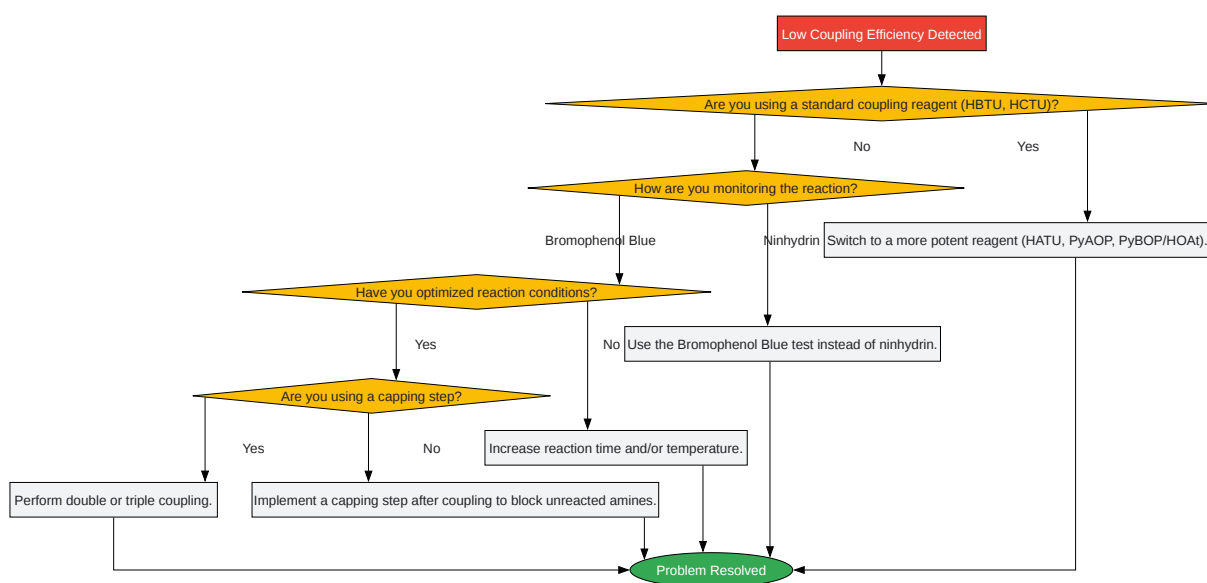 Low Coupling Efficiency Detected
Are you using a standard coupling reagent (HBTU, HCTU)?
No
Yes
How are you monitoring the reaction?
Bromophenol Blue
Ninhydrin
Switch to a more potent reagent (HATU, PyAOP, PyBOP/HOAt).
Have you optimized reaction conditions?
Yes
No
Use the Bromophenol Blue test instead of ninhydrin.
Are you using a capping step?
Yes
No
Increase reaction time and/or temperature.
Perform double or triple coupling.
Implement a capping step after coupling to block unreacted amines.
Problem Resolved